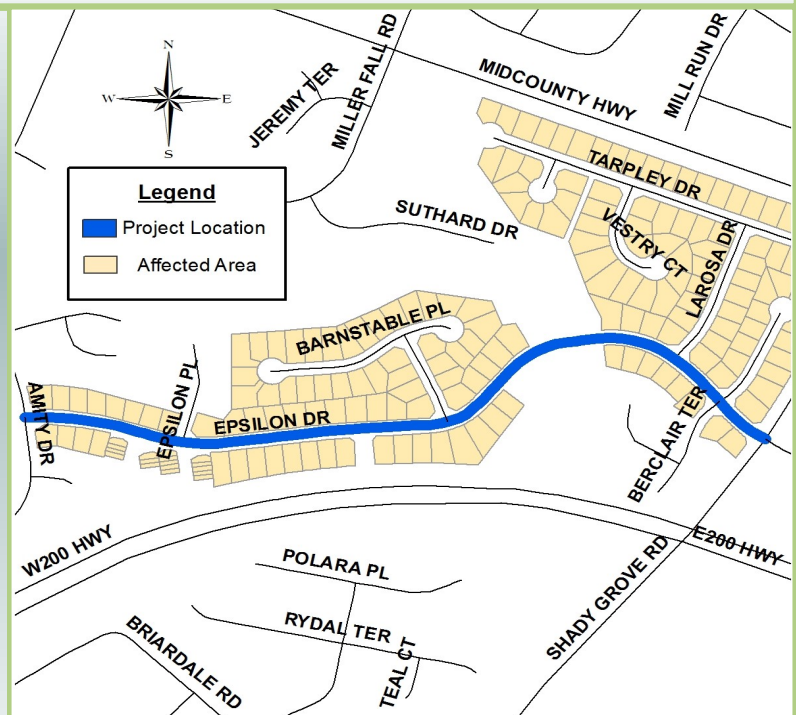 MILLER FALL RD
MILL RUN DR
N
W
E
S
JEREMY TER
MIDCOUNTY HWY
TARPLEY DR
Legend
Project Location
Affected Area
SUTHARD DR
VESTRY CT
LAROSA DR
BARNSTABLE PL
AMITY DR
EPSILON PL
EPSILON DR
BERCLAIR TER
W200 HWY
E200 HWY
POLARA PL
SHADY GROVE RD
RYDAL TER
BRIARDALE RD
TEAL CT